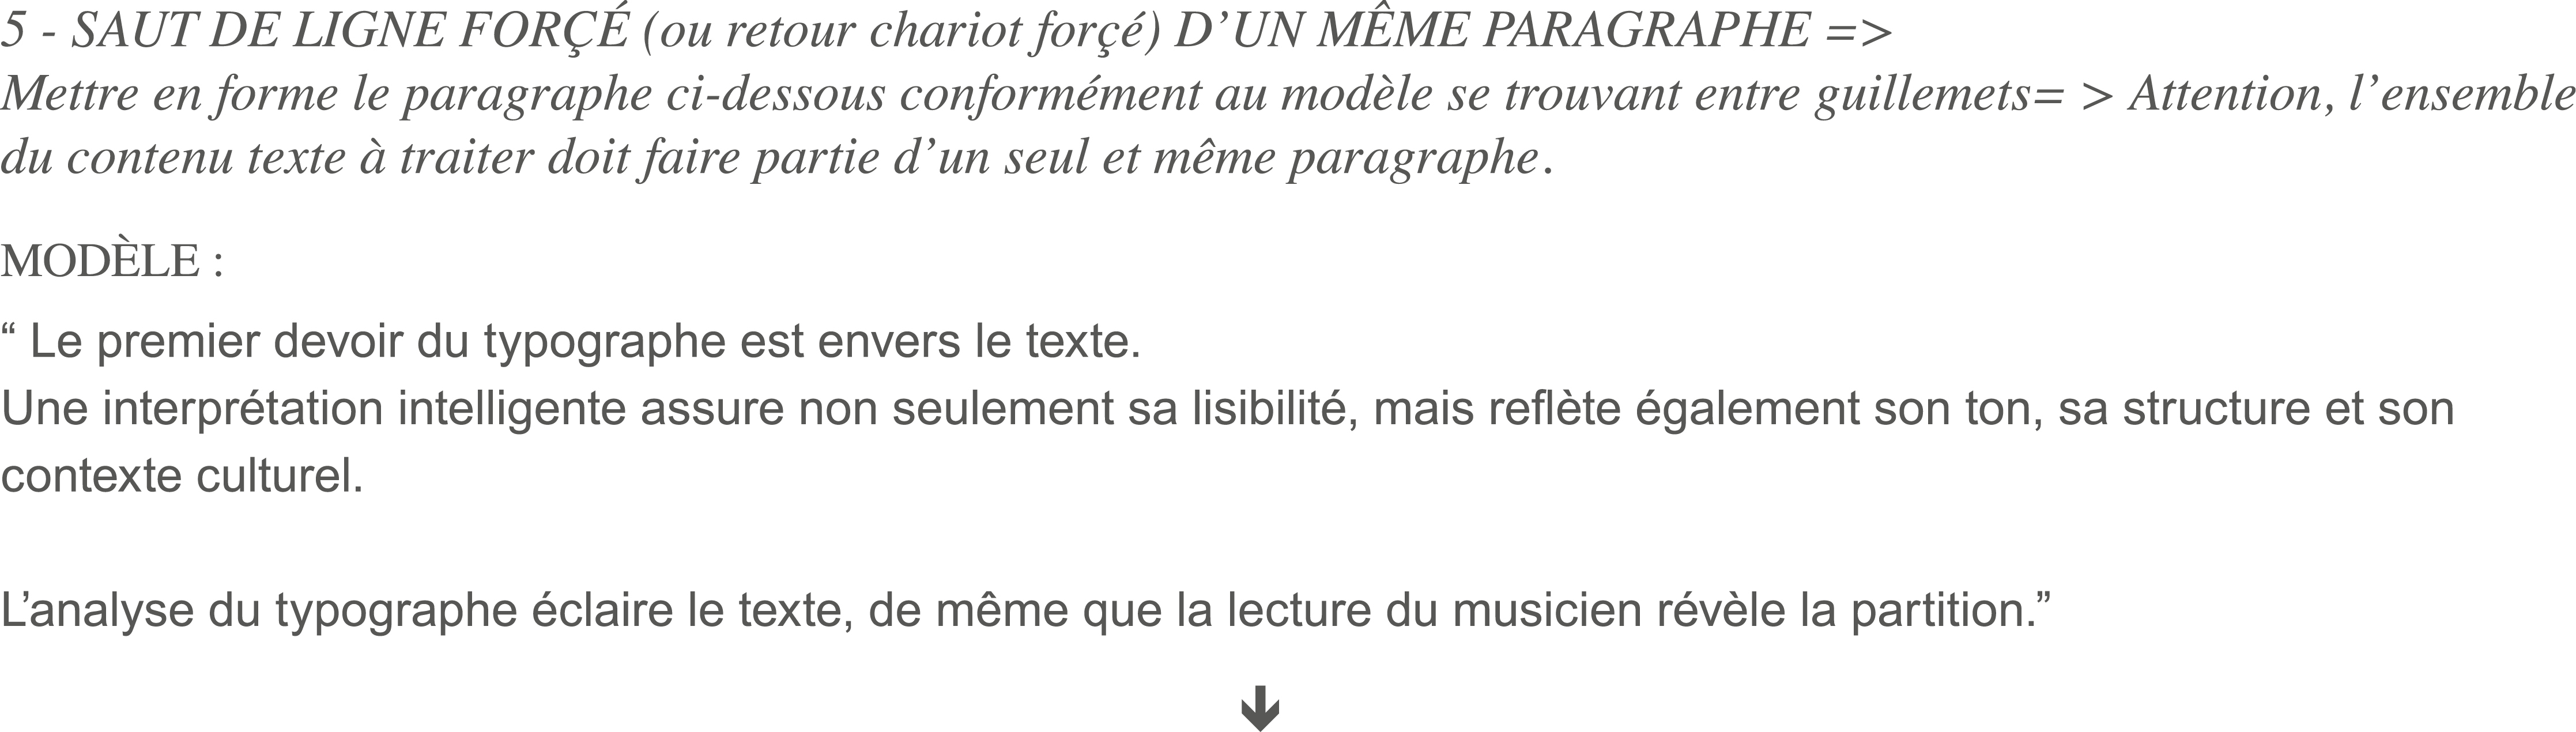 5 - SAUT DE LIGNE FORÇÉ (ou retour chariot forçé) D’UN MÊME PARAGRAPHE =>
Mettre en forme le paragraphe ci-dessous conformément au modèle se trouvant entre guillemets= > Attention, l’ensemble
du contenu texte à traiter doit faire partie d’un seul et même paragraphe.
MODÈLE :
“ Le premier devoir du typographe est envers le texte.
Une interprétation intelligente assure non seulement sa lisibilité, mais reflète également son ton, sa structure et son
contexte culturel.
L’analyse du typographe éclaire le texte, de même que la lecture du musicien révèle la partition.”